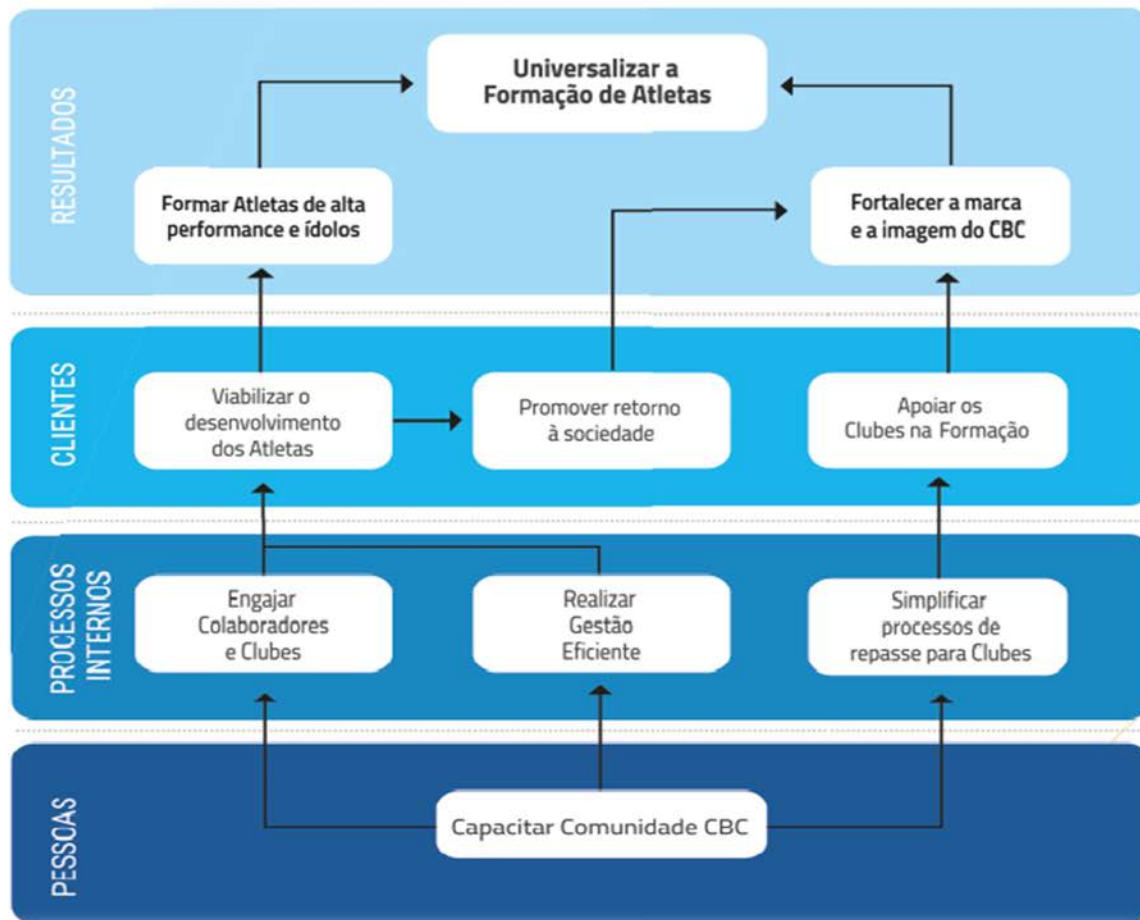 RESULTADOS
Universalizar a
Formação de Atletas
Formar Atletas de alta
performance e ídolos
Fortalecer a marca
e a imagem do CBC
CLIENTES
Viabilizar o
desenvolvimento
dos Atletas
Promover retorno
à sociedade
Apoiar os
Clubes na Formação
PROCESSOS
INTERNOS
Engajar
Colaboradores
e Clubes
Realizar
Gestão
Eficiente
Simplificar
processos de
repasse para Clubes
PESSOAS
Capacitar Comunidade CBC